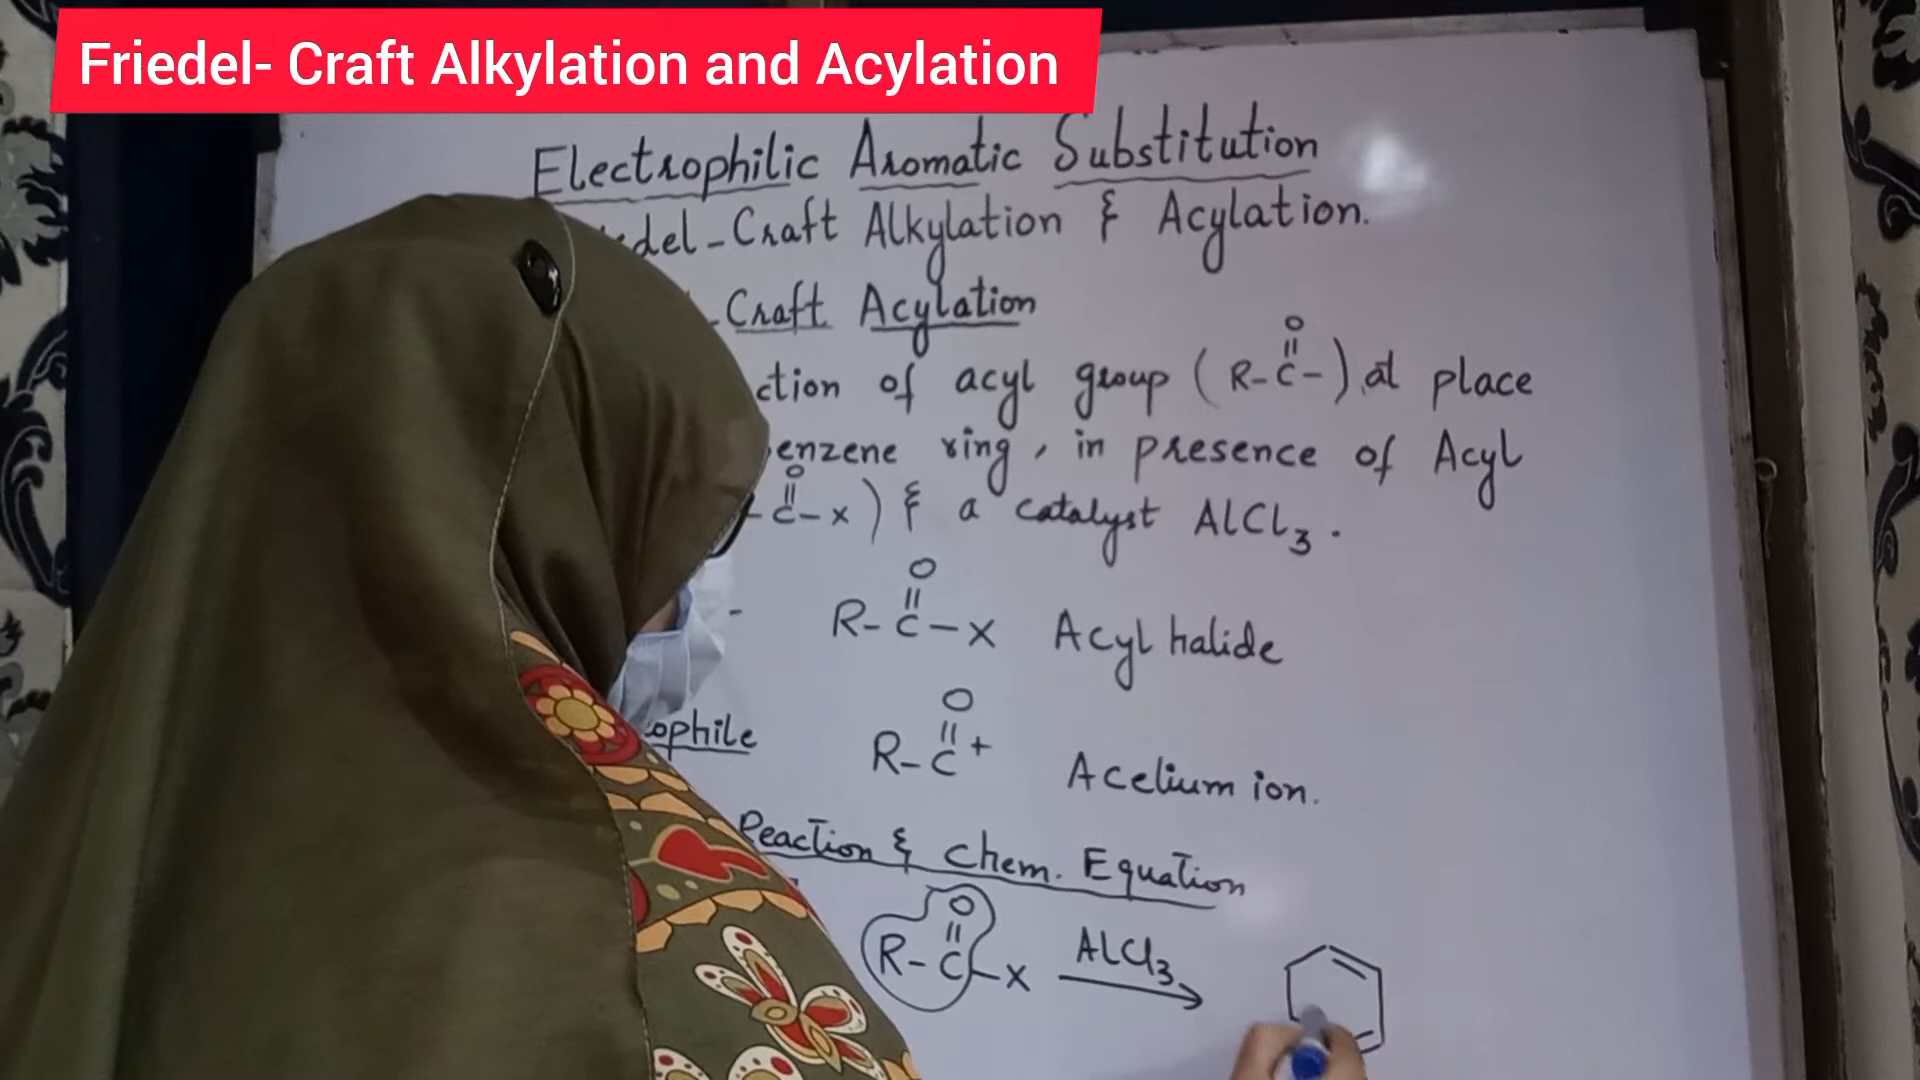 Friedel- Craft Alkylation and Acylation
Electrophilic Aromatic Substitution
del-Craft Alkylation & Acylation.
Craft Acylation
ction of acyl group (R-C-) at place
O
||
enzene ring, in presence of Acyl
O
||
C-x) & a catalyst AlCl3.
O
||
- R-C-x Acyl halide
O
||
ophile R-C+ Acelium ion.
Reaction & Chem. Equation
O
||
R-C-x AlCl3